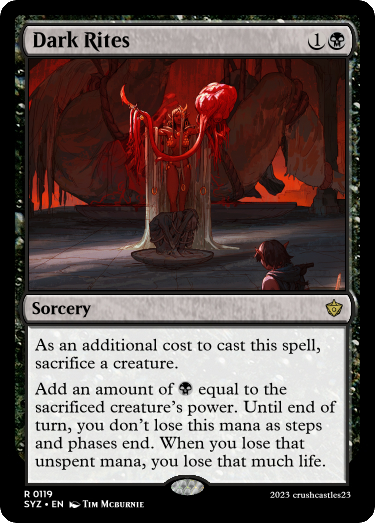 Dark Rites 1
Sorcery
As an additional cost to cast this spell,
sacrifice a creature.
Add an amount of equal to the
sacrificed creature's power. Until end of
turn, you don't lose this mana as steps
and phases end. When you lose that
unspent mana, you lose that much life.
R 0119
SYZ • EN Tim Mcburnie
2023 crushcastles23